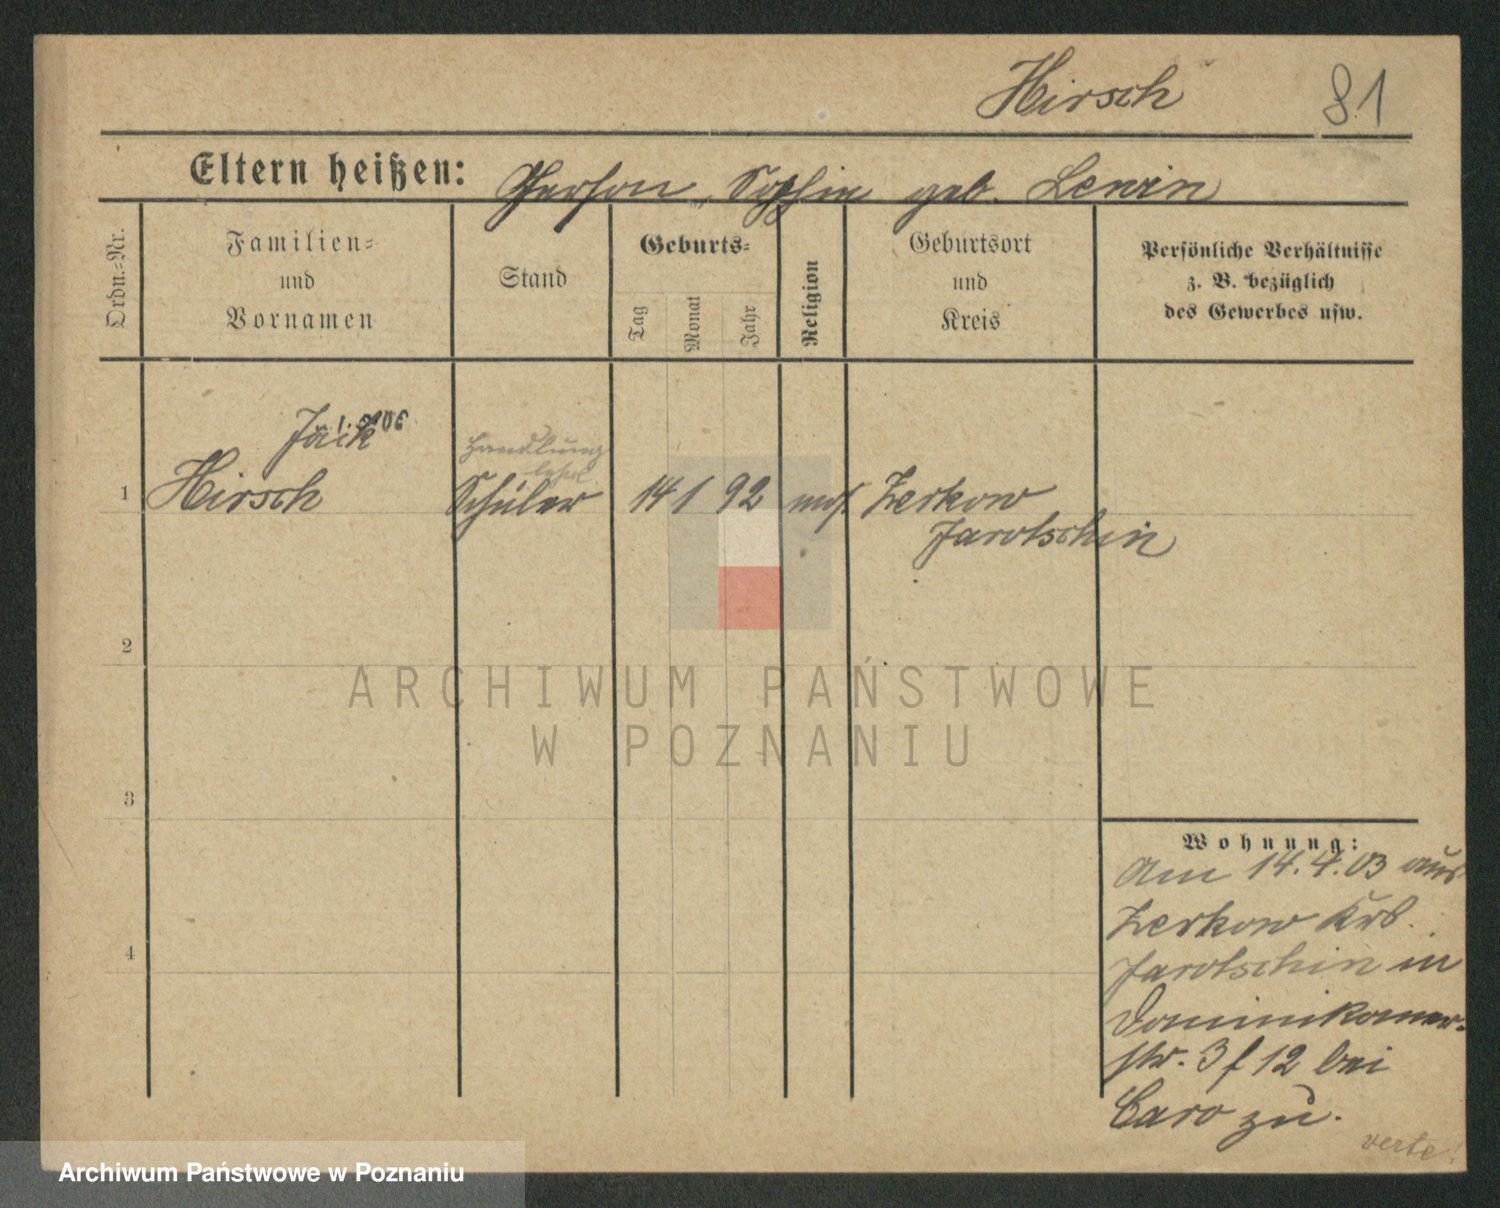 Hirsch 81
Eltern heißen: Gerson, Sophie geb. Lewin
Ordn.-Nr.
Familien-
und
Vornamen
Stand
Geburts-
Tag
Monat
Jahr
Religion
Geburtsort
und
Kreis
Persönliche Verhältnisse
z. B. bezüglich
des Gewerbes usw.
Jäck
Handlung
1 Hirsch Schüler 14 1 92 mos. Zerkow
Jarotschin
2
3
4
Wohnung:
Am 14.4.03 aus
Zerkow Krs.
Jarotschin in
Dominikaner-
str. 3 f 12 bei
Caro zu.
verte!
ARCHIWUM PAŃSTWOWE
W POZNANIU
Archiwum Państwowe w Poznaniu